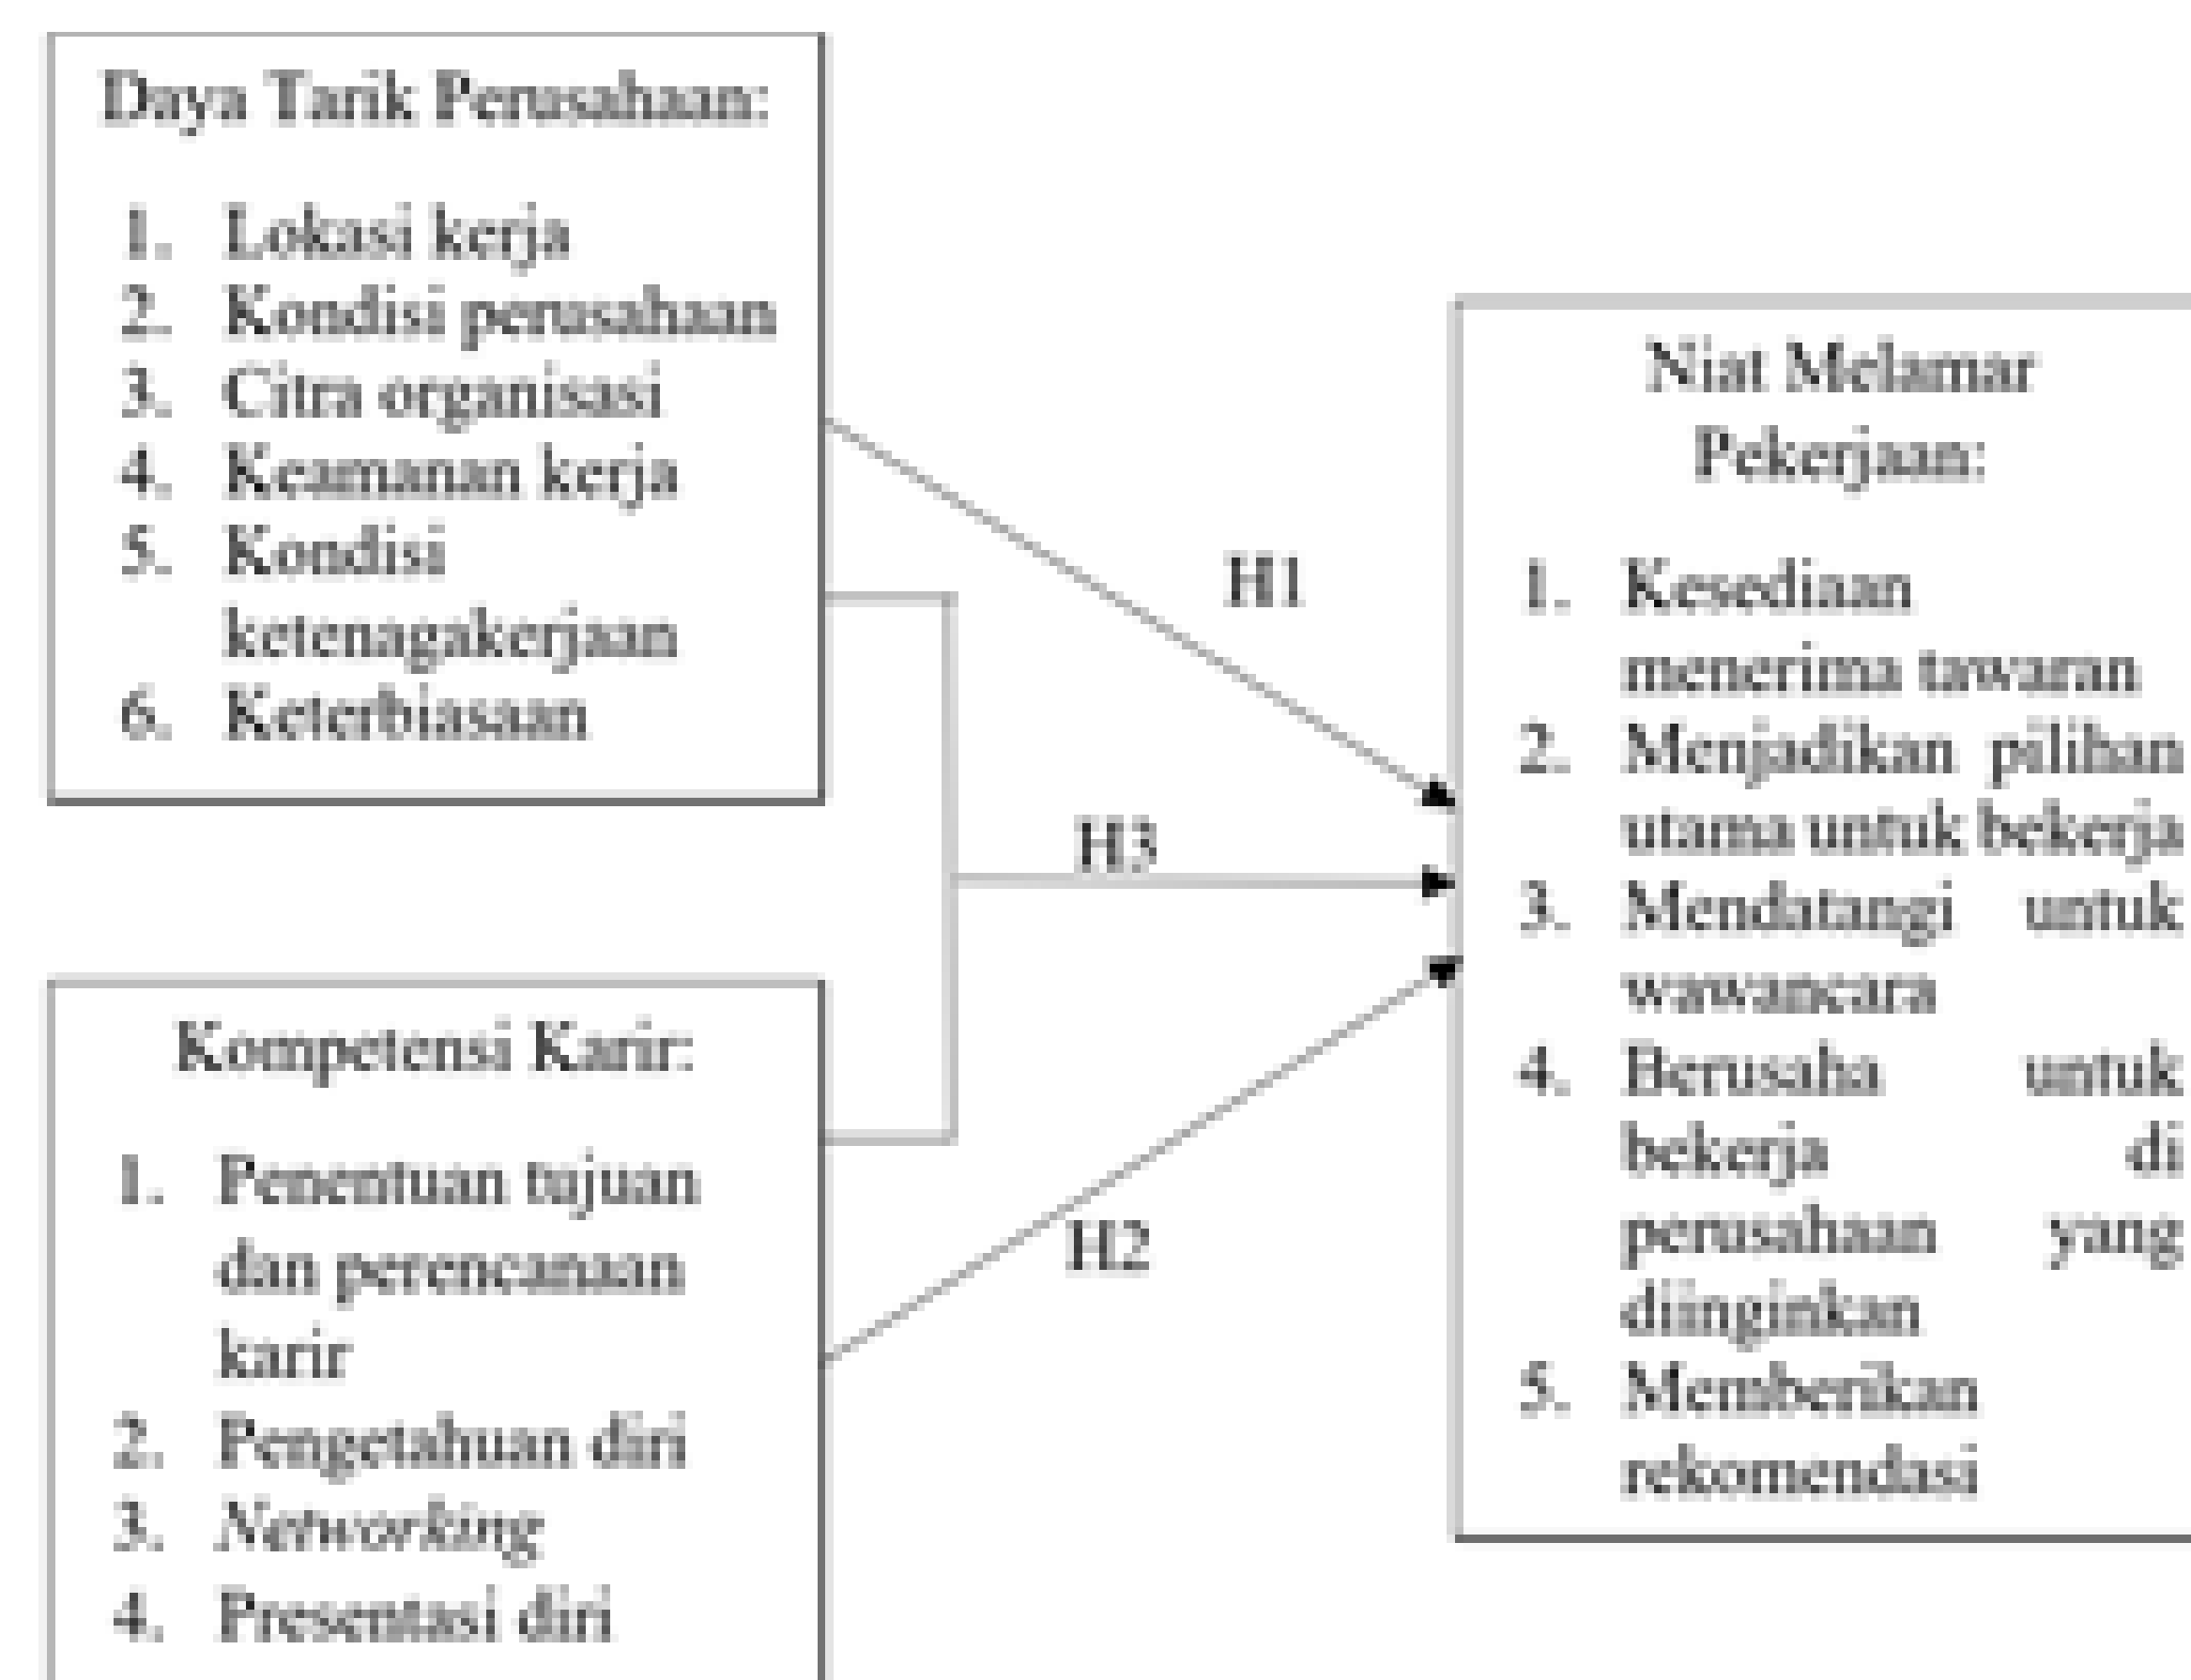 Daya Tarik Perusahaan:
1. Lokasi kerja
2. Kondisi perusahaan
3. Citra organisasi
4. Keamanan kerja
5. Kondisi
ketenagakerjaan
6. Keterbiasaan
H1
H3
H2
Kompetensi Karir:
1. Penentuan tujuan
dan perencanaan
karir
2. Pengetahuan diri
3. Networking
4. Presentasi diri
Niat Melamar
Pekerjaan:
1. Kesediaan
menerima tawaran
2. Menjadikan pilihan
utama untuk bekerja
3. Mendatangi untuk
wawancara
4. Berusaha untuk
bekerja di
perusahaan yang
diinginkan
5. Memberikan
rekomendasi